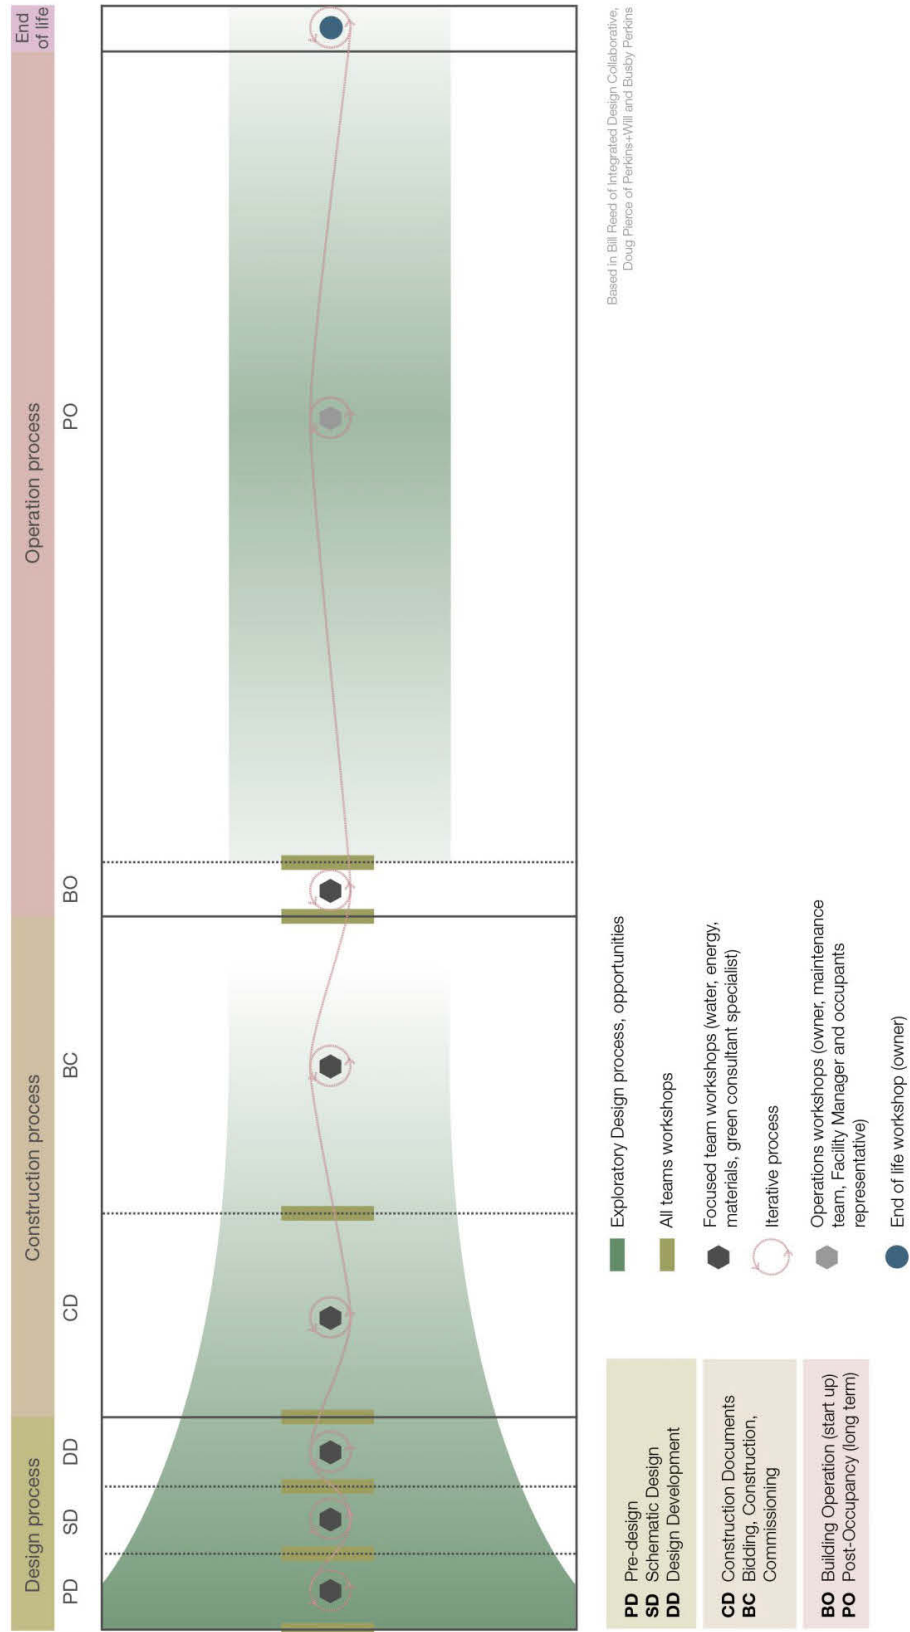 Design process
Construction process
Operation process
End
of life
PD
SD
DD
CD
BC
BO
PO
PD Pre-design
SD Schematic Design
DD Design Development
CD Construction Documents
BC Bidding, Construction,
Commissioning
BO Building Operation (start up)
PO Post-Occupancy (long term)
Exploratory Design process, opportunities
All teams workshops
Focused team workshops (water, energy,
materials, green consultant specialist)
Iterative process
Operations workshops (owner, maintenance
team, Facility Manager and occupants
representative)
End of life workshop (owner)
Based in Bill Reed of Integrated Design Collaborative,
Doug Pierce of Perkins+Will and Busby Perkins